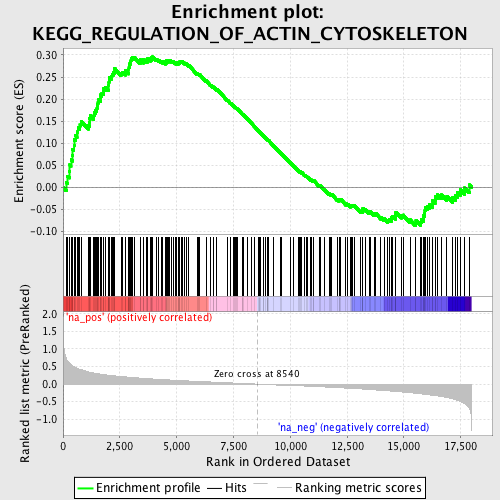 Enrichment plot:
KEGG_REGULATION_OF_ACTIN_CYTOSKELETON
Enrichment score (ES)
0.30
0.25
0.20
0.15
0.10
0.05
0.00
-0.05
-0.10
'na_pos' (positively correlated)
Ranked list metric (PreRanked)
2.0
1.5
1.0
0.5
0.0
-0.5
-1.0
Zero cross at 8540
'na_neg' (negatively correlated)
0
2,500
5,000
7,500
10,000
12,500
15,000
17,500
Rank in Ordered Dataset
Enrichment profile
Hits
Ranking metric scores